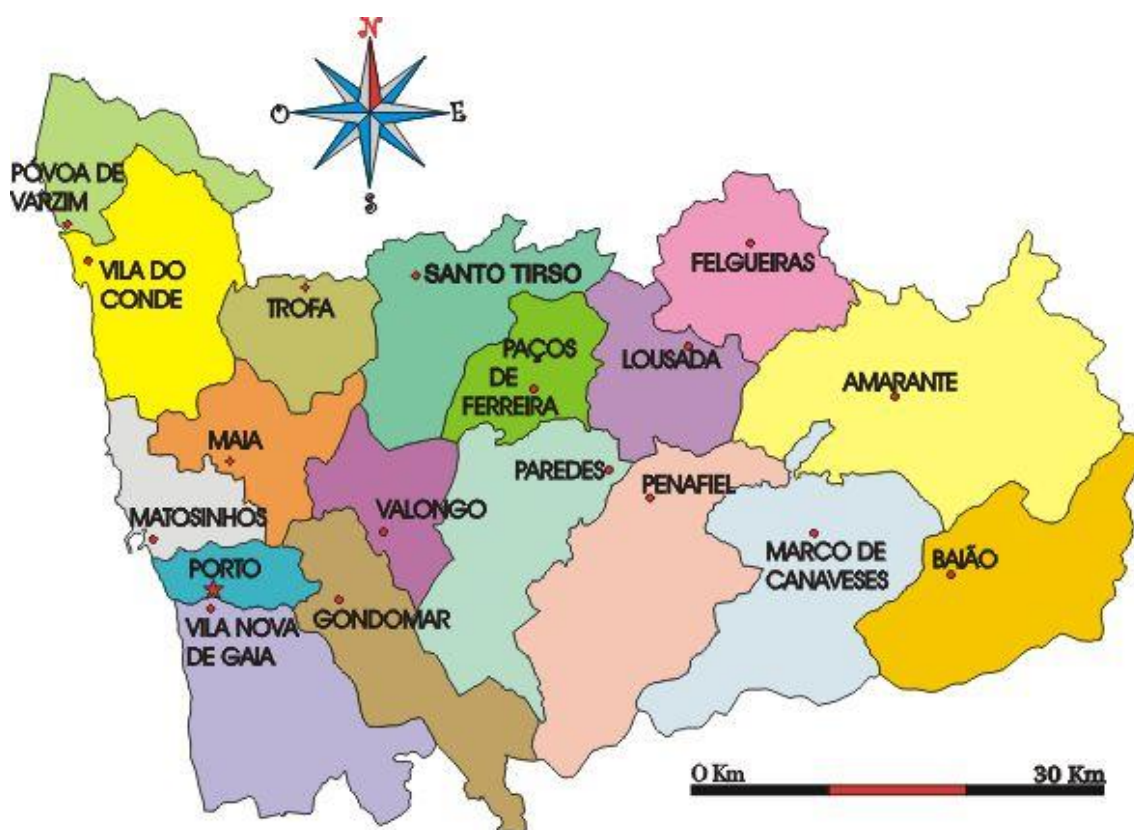 N
O
E
S
PÓVOA DE
VARZIM
VILA DO
CONDE
TROFA
SANTO TIRSO
FELGUEIRAS
PAÇOS
DE
FERREIRA
LOUSADA
AMARANTE
MAIA
PAREDES
PENAFIEL
VALONGO
MATOSINHOS
MARCO DE
CANAVESES
BAIÃO
PORTO
GONDOMAR
VILA NOVA
DE GAIA
0 Km
30 Km